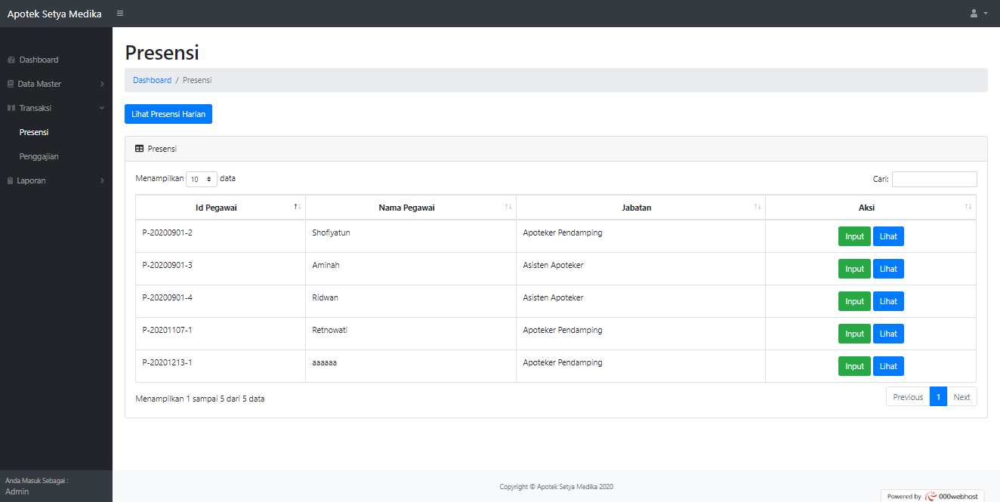 Apotek Setya Medika
Dashboard
Data Master
Transaksi
Presensi
Penggajian
Laporan
Anda Masuk Sebagai :
Admin
Presensi
Dashboard / Presensi
Lihat Presensi Harian
Presensi
Menampilkan 10 data Cari:
Id Pegawai Nama Pegawai Jabatan Aksi
P-20200901-2 Shofiyatun Apoteker Pendamping Input Lihat
P-20200901-3 Aminah Asisten Apoteker Input Lihat
P-20200901-4 Ridwan Asisten Apoteker Input Lihat
P-20201107-1 Retnowati Apoteker Pendamping Input Lihat
P-20201213-1 aaaaaa Apoteker Pendamping Input Lihat
Menampilkan 1 sampai 5 dari 5 data Previous 1 Next
Copyright © Apotek Setya Medika 2020
Powered by 000webhost